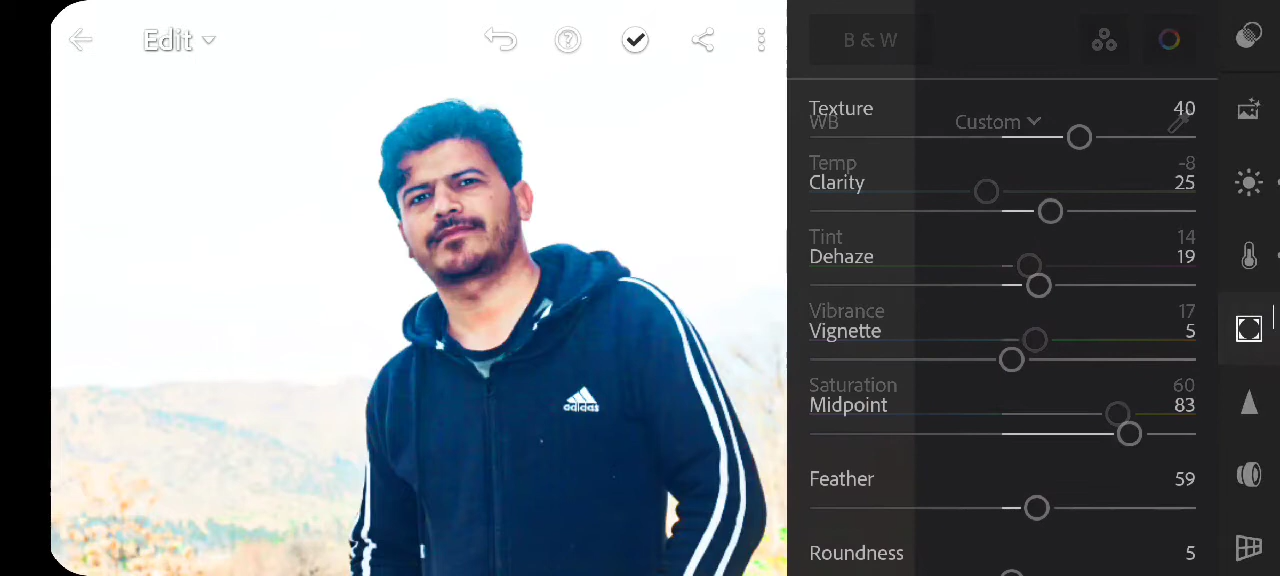 Edit
B & W
Texture 40
WB Custom
Temp -8
Clarity 25
Tint 14
Dehaze 19
Vibrance 17
Vignette 5
Saturation 60
Midpoint 83
Feather 59
Roundness 5
adidas